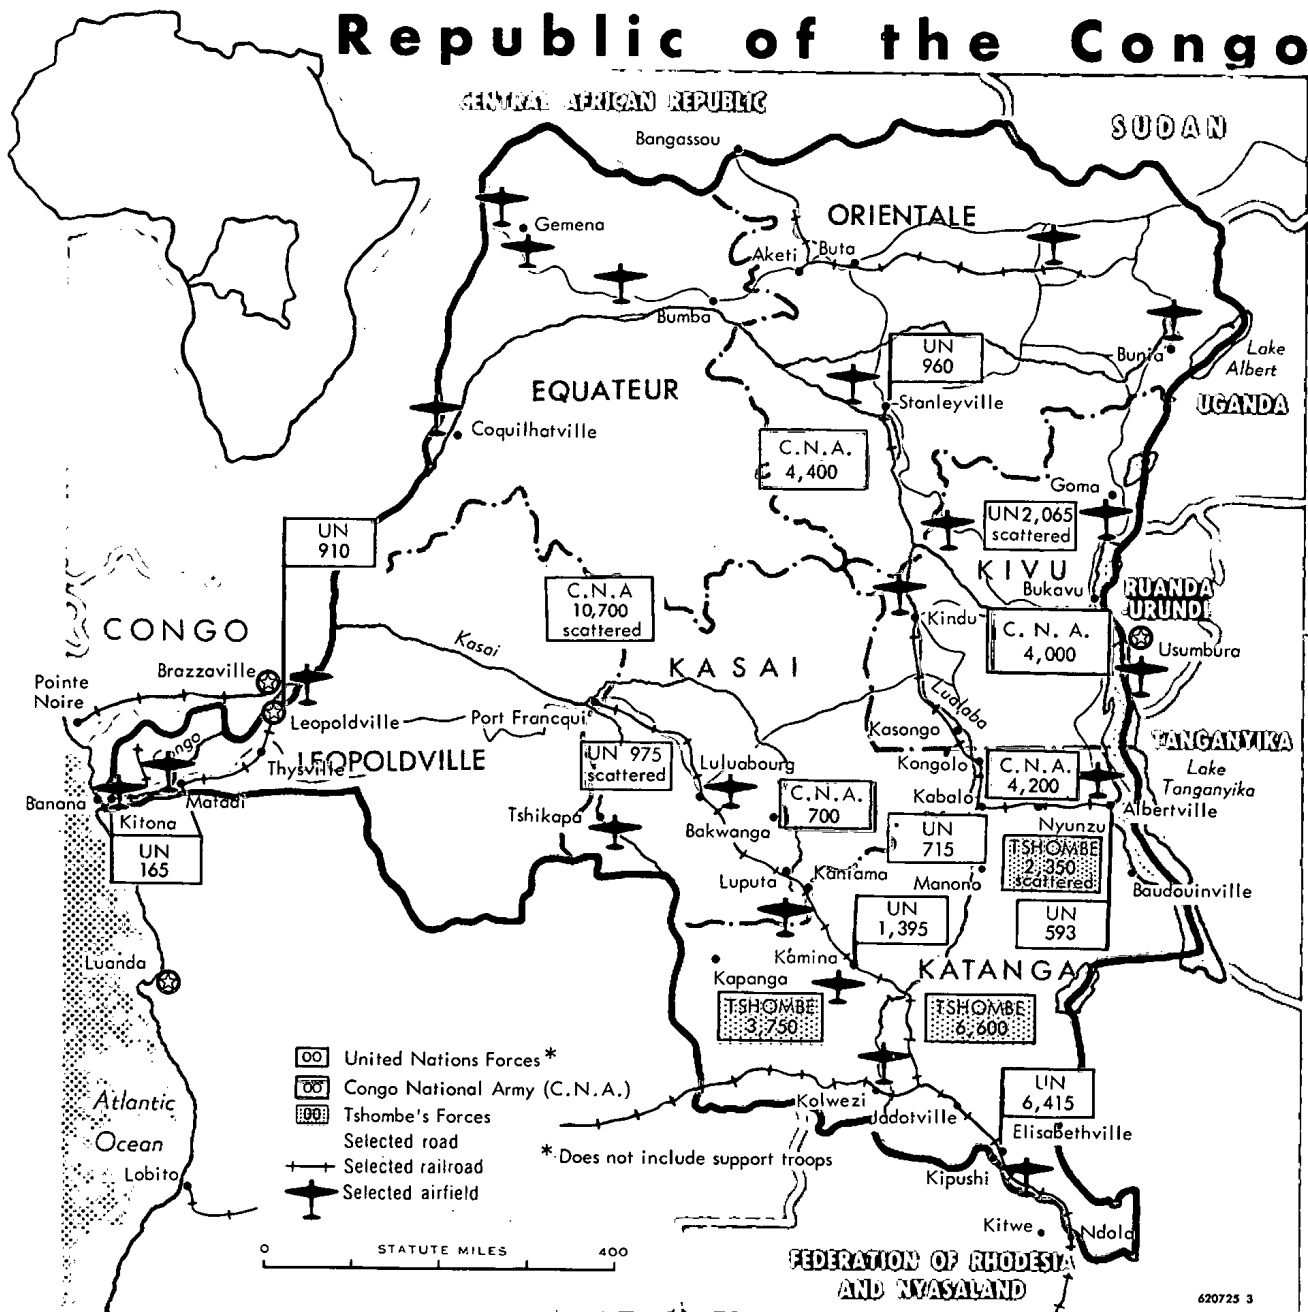 Republic of the Congo
CENTRAL AFRICAN REPUBLIC
SUDAN
Bangassou
ORIENTALE
Gemena
Aketi
Buta
Bumba
UN
960
Bunia
Lake
Albert
EQUATEUR
Stanleyville
UGANDA
Coquilhatville
C.N.A.
4,400
Goma
UN 2,065
scattered
UN
910
KIVU
C.N.A
10,700
scattered
Bukavu
RUANDA
URUNDI
CONGO
Kindu
C. N. A.
4,000
Kasai
KASAI
Usumbura
Brazzaville
Pointe
Noire
Lualaba
Leopoldville
Port Francqui
Kasongo
TANGANYIKA
LEOPOLDVILLE
Thysville
UN 975
scattered
Luluabourg
Kongolo
C.N.A.
4,200
Lake
Tanganyika
Banana
Matadi
Kitona
C.N.A.
700
Kabalo
Albertville
Tshikapa
Bakwanga
UN
715
Nyunzu
UN
165
TSHOMBE
2,350
scattered
Luputa
Kaniama
Manono
Baudouinville
UN
1,395
UN
593
Luanda
Kamina
KATANGA
Kapanga
TSHOMBE
3,750
TSHOMBE
6,600
00 United Nations Forces*
00 Congo National Army (C.N.A.)
00 Tshombe's Forces
Selected road
Selected railroad
Selected airfield
*Does not include support troops
Atlantic
Ocean
Lobito
Kolwezi
Jadotville
UN
6,415
Elisabethville
Kipushi
Kitwe
Ndola
0 STATUTE MILES 400
FEDERATION OF RHODESIA
AND NYASALAND
620725 3